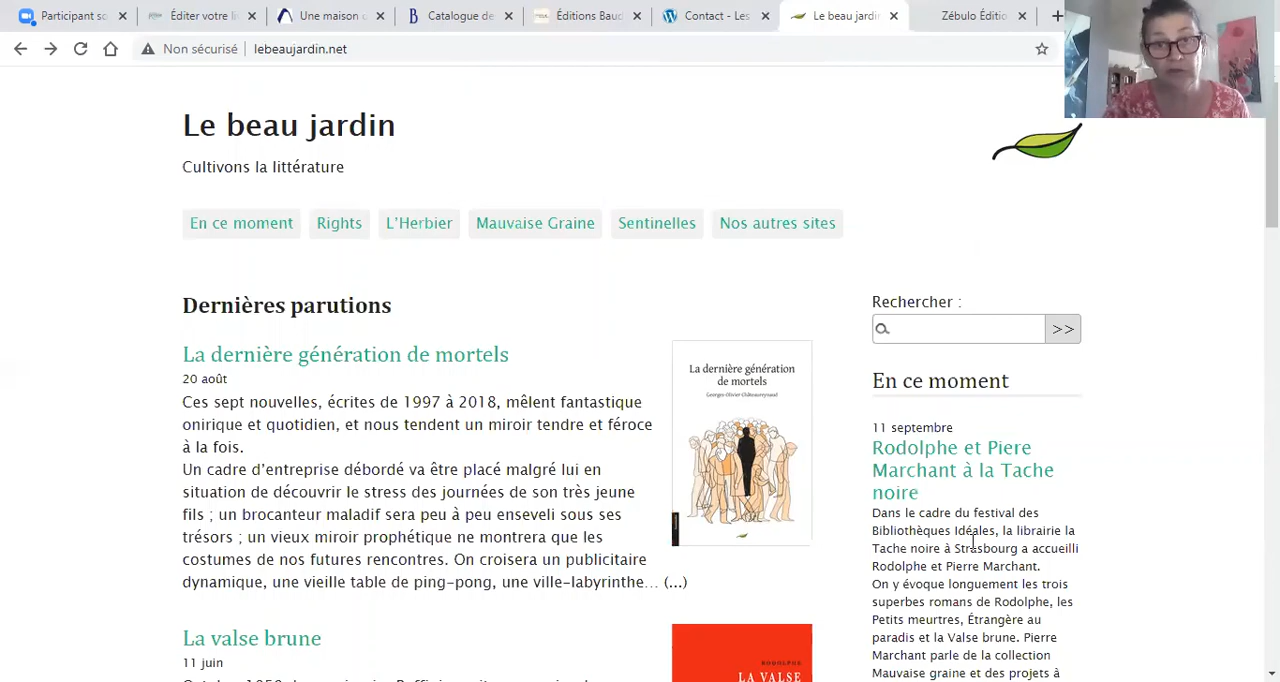 Participant so
Éditer votre li
Une maison
Catalogue de
Éditions Baud
Contact - Les
Le beau jardin
Zébulo Éditio
Non sécurisé
lebeaujardin.net
Le beau jardin
Cultivons la littérature
En ce moment
Rights
L’Herbier
Mauvaise Graine
Sentinelles
Nos autres sites
Dernières parutions
La dernière génération de mortels
20 août
Ces sept nouvelles, écrites de 1997 à 2018, mêlent fantastique
onirique et quotidien, et nous tendent un miroir tendre et féroce
à la fois.
Un cadre d’entreprise débordé va être placé malgré lui en
situation de découvrir le stress des journées de son très jeune
fils ; un brocanteur maladif sera peu à peu enseveli sous ses
trésors ; un vieux miroir prophétique ne montrera que les
costumes de nos futures rencontres. On croisera un publicitaire
dynamique, une vieille table de ping-pong, une ville-labyrinthe… (...)
La dernière génération
de mortels
Georges-Olivier Châteaureynaud
La valse brune
11 juin
RODOLPHE
LA VALSE
Rechercher :
>>
En ce moment
11 septembre
Rodolphe et Piere
Marchant à la Tache
noire
Dans le cadre du festival des
Bibliothèques Idéales, la librairie la
Tache noire à Strasbourg a accueilli
Rodolphe et Pierre Marchant.
On y évoque longuement les trois
superbes romans de Rodolphe, les
Petits meurtres, Étrangère au
paradis et la Valse brune. Pierre
Marchant parle de la collection
Mauvaise graine et des projets à